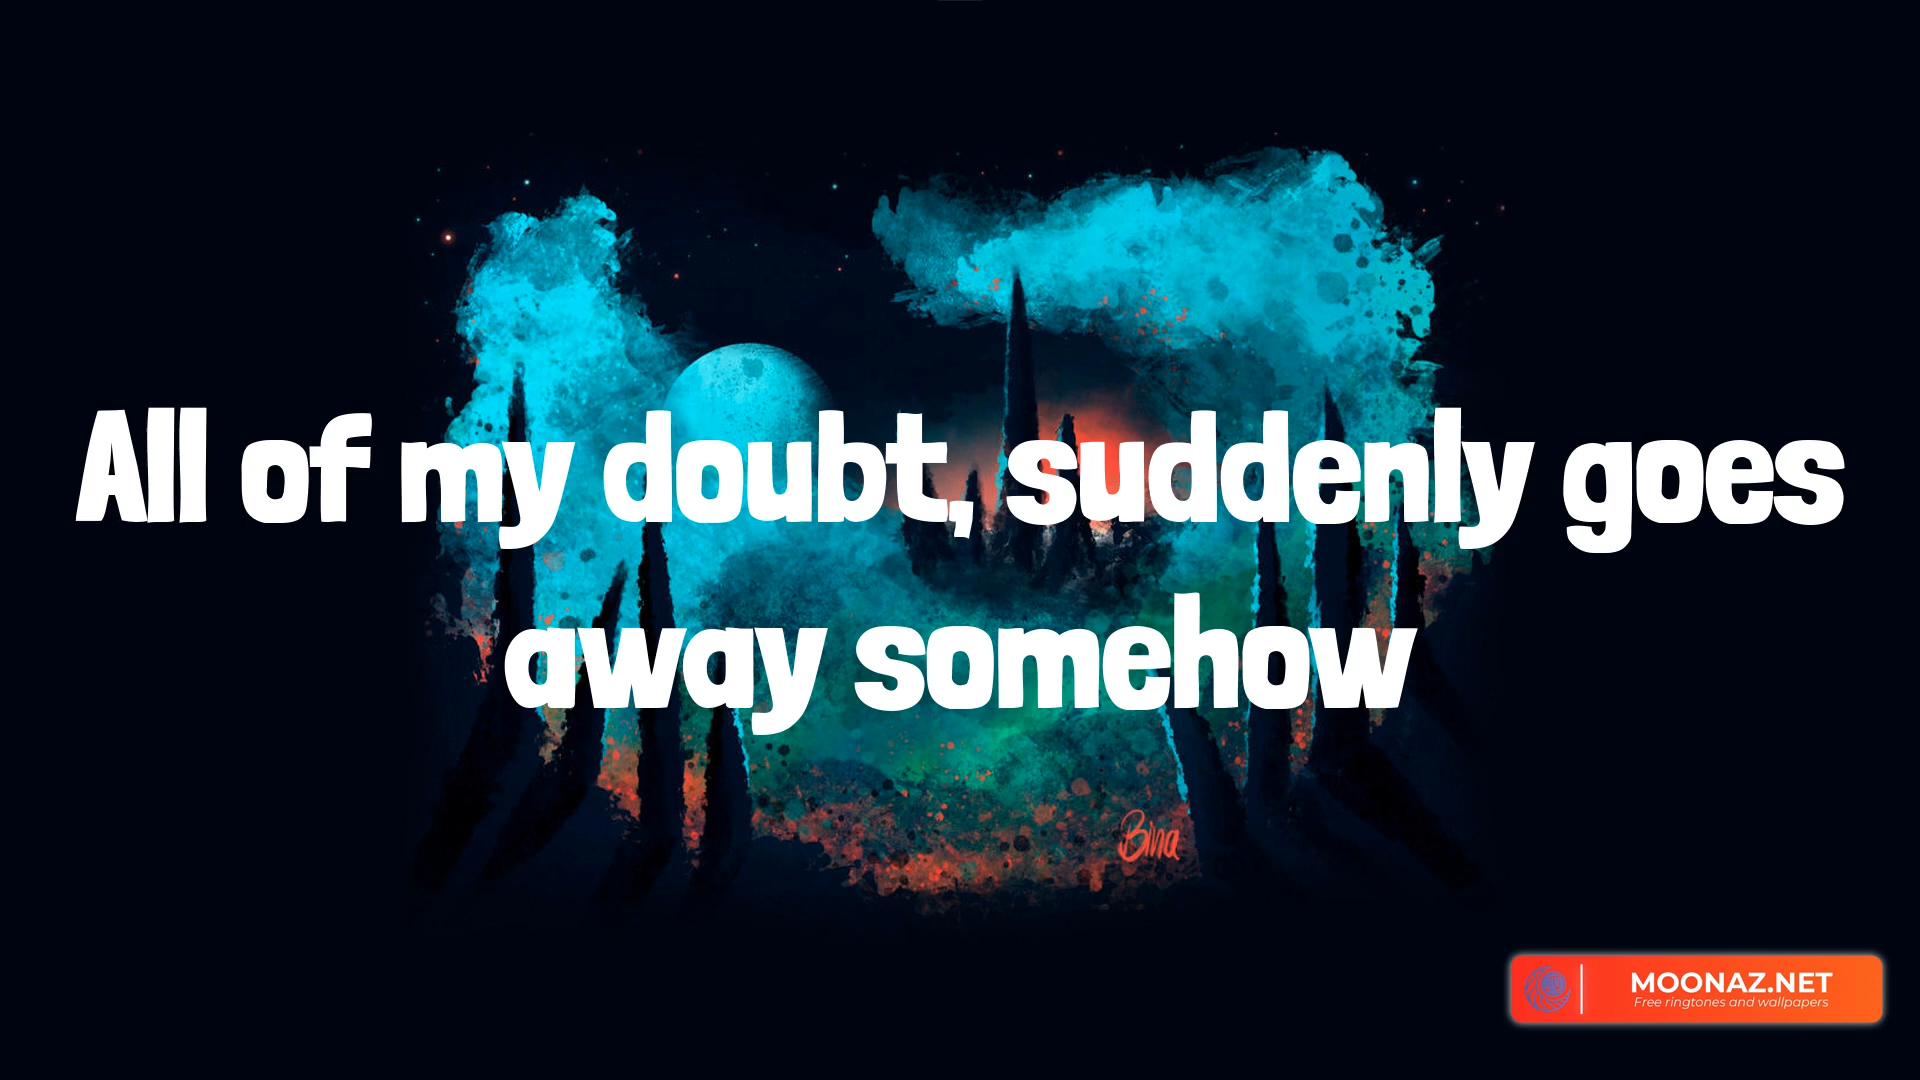 All of my doubt, suddenly goes
away somehow
Bina
MOONAZ.NET
Free ringtones and wallpapers